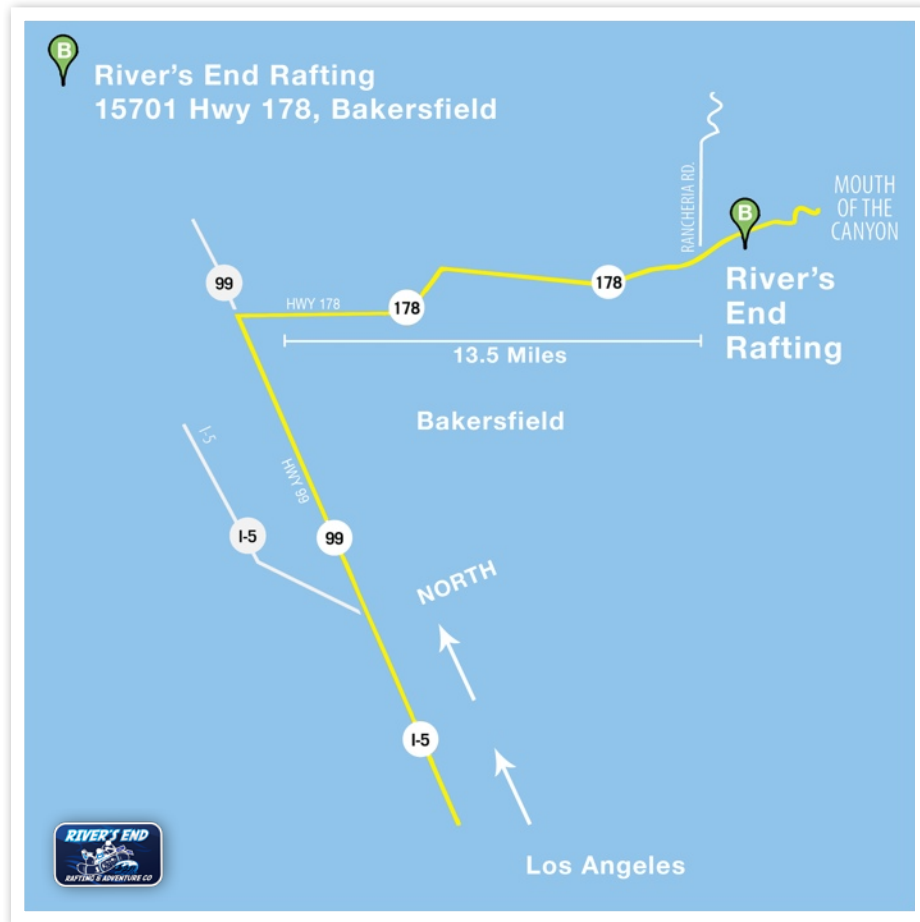 B
River's End Rafting
15701 Hwy 178, Bakersfield
RANCHERIA RD.
MOUTH
OF THE
CANYON
B
99
HWY 178
178
178
River's
End
Rafting
13.5 Miles
Bakersfield
I-5
HWY 99
I-5
99
NORTH
I-5
Los Angeles
RIVER'S END
RAFTING & ADVENTURE CO